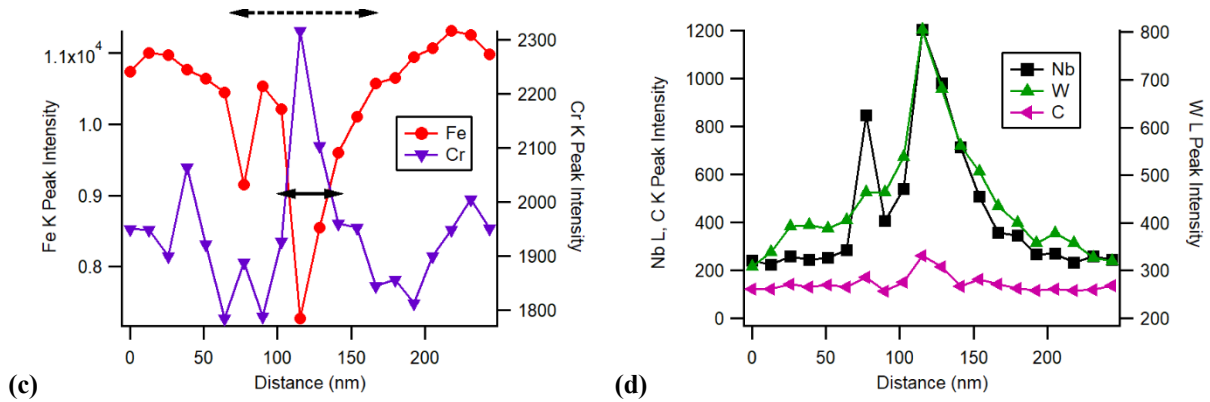 1.1x10⁴
1.0
0.9
0.8
Fe K Peak Intensity
Fe
Cr
2300
2200
2100
2000
1900
1800
Cr K Peak Intensity
0 50 100 150 200
Distance (nm)
(c)
1200
1000
800
600
400
200
0
Nb L, C K Peak Intensity
Nb
W
C
800
700
600
500
400
300
200
W L Peak Intensity
0 50 100 150 200
Distance (nm)
(d)